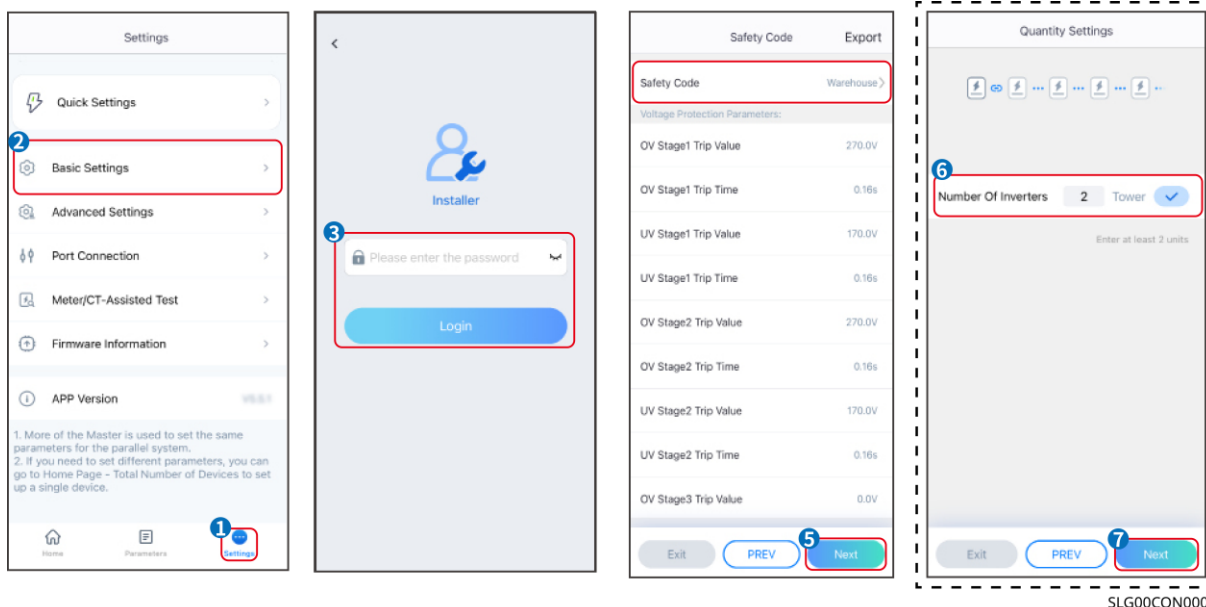 Settings
Quick Settings
2
Basic Settings
Advanced Settings
Port Connection
Meter/CT-Assisted Test
Firmware Information
APP Version
1. More of the Master is used to set the same
parameters for the parallel system.
2. If you need to set different parameters, you can
go to Home Page - Total Number of Devices to set
up a single device.
1
Home
Parameters
Settings
Installer
3
Please enter the password
Login
Safety Code
Export
Safety Code
Warehouse
Voltage Protection Parameters:
OV Stage1 Trip Value 270.0V
OV Stage1 Trip Time 0.16s
UV Stage1 Trip Value 170.0V
UV Stage1 Trip Time 0.16s
OV Stage2 Trip Value 270.0V
OV Stage2 Trip Time 0.16s
UV Stage2 Trip Value 170.0V
UV Stage2 Trip Time 0.16s
OV Stage3 Trip Value 0.0V
5
Exit
PREV
Next
Quantity Settings
6
Number Of Inverters 2 Tower
Enter at least 2 units
7
Exit
PREV
Next
SLG00CON000